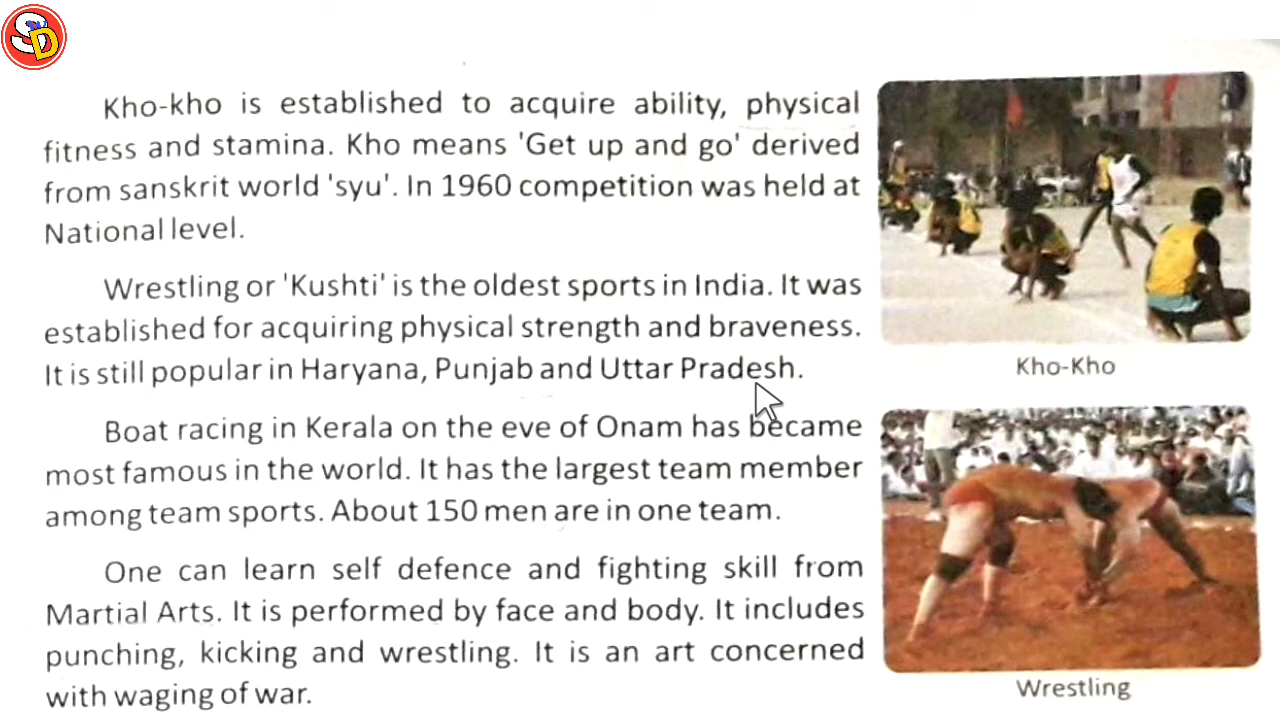 SD
Kho-kho is established to acquire ability, physical
fitness and stamina. Kho means 'Get up and go' derived
from sanskrit world 'syu'. In 1960 competition was held at
National level.
Wrestling or 'Kushti' is the oldest sports in India. It was
established for acquiring physical strength and braveness.
It is still popular in Haryana, Punjab and Uttar Pradesh.
Boat racing in Kerala on the eve of Onam has became
most famous in the world. It has the largest team member
among team sports. About 150 men are in one team.
One can learn self defence and fighting skill from
Martial Arts. It is performed by face and body. It includes
punching, kicking and wrestling. It is an art concerned
with waging of war.
Kho-Kho
Wrestling